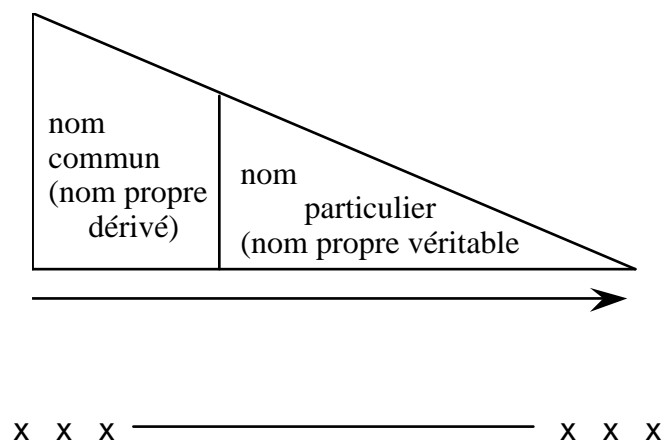 nom
commun
(nom propre
dérivé)
nom
particulier
(nom propre véritable
x x x x x x